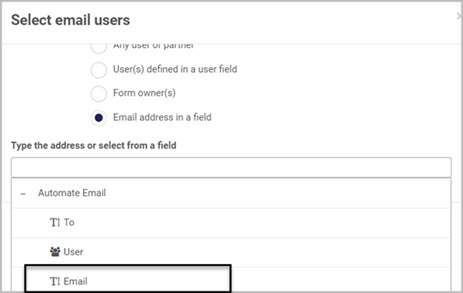 Select email users
Any user or partner
User(s) defined in a user field
Form owner(s)
Email address in a field
Type the address or select from a field
– Automate Email
T! To
User
T! Email